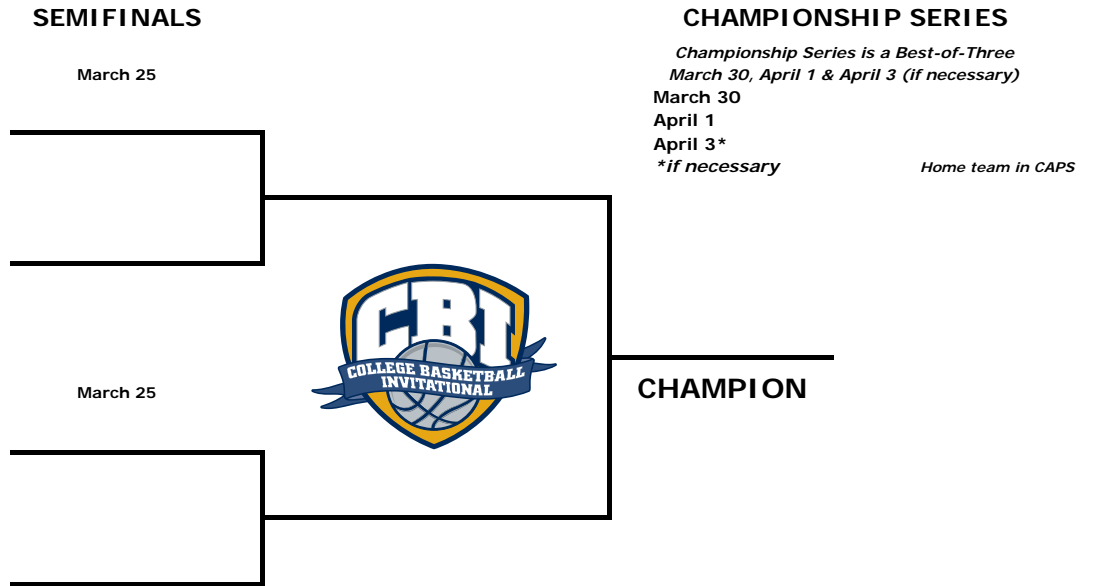 SEMIFINALS
CHAMPIONSHIP SERIES
Championship Series is a Best-of-Three
March 25
March 30, April 1 & April 3 (if necessary)
March 30
April 1
April 3*
*if necessary
Home team in CAPS
CBI
COLLEGE BASKETBALL
INVITATIONAL
March 25
CHAMPION